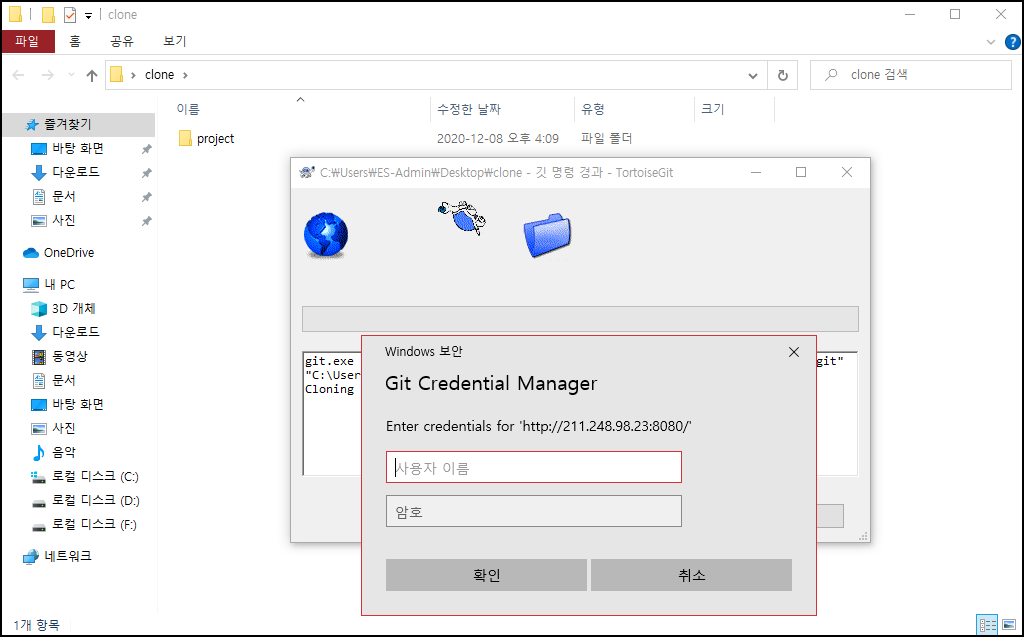 clone
파일 홈 공유 보기
clone
clone 검색
이름 수정한 날짜 유형 크기
project 2020-12-08 오후 4:09 파일 폴더
즐겨찾기
바탕 화면
다운로드
문서
사진
OneDrive
내 PC
3D 개체
다운로드
동영상
문서
바탕 화면
사진
음악
로컬 디스크 (C:)
로컬 디스크 (D:)
로컬 디스크 (F:)
네트워크
1개 항목
C:₩Users₩ES-Admin₩Desktop₩clone - 깃 명령 경과 - TortoiseGit
git.exe git"
"C:\User
Cloning
Windows 보안
Git Credential Manager
Enter credentials for 'http://211.248.98.23:8080/'
사용자 이름
암호
확인 취소